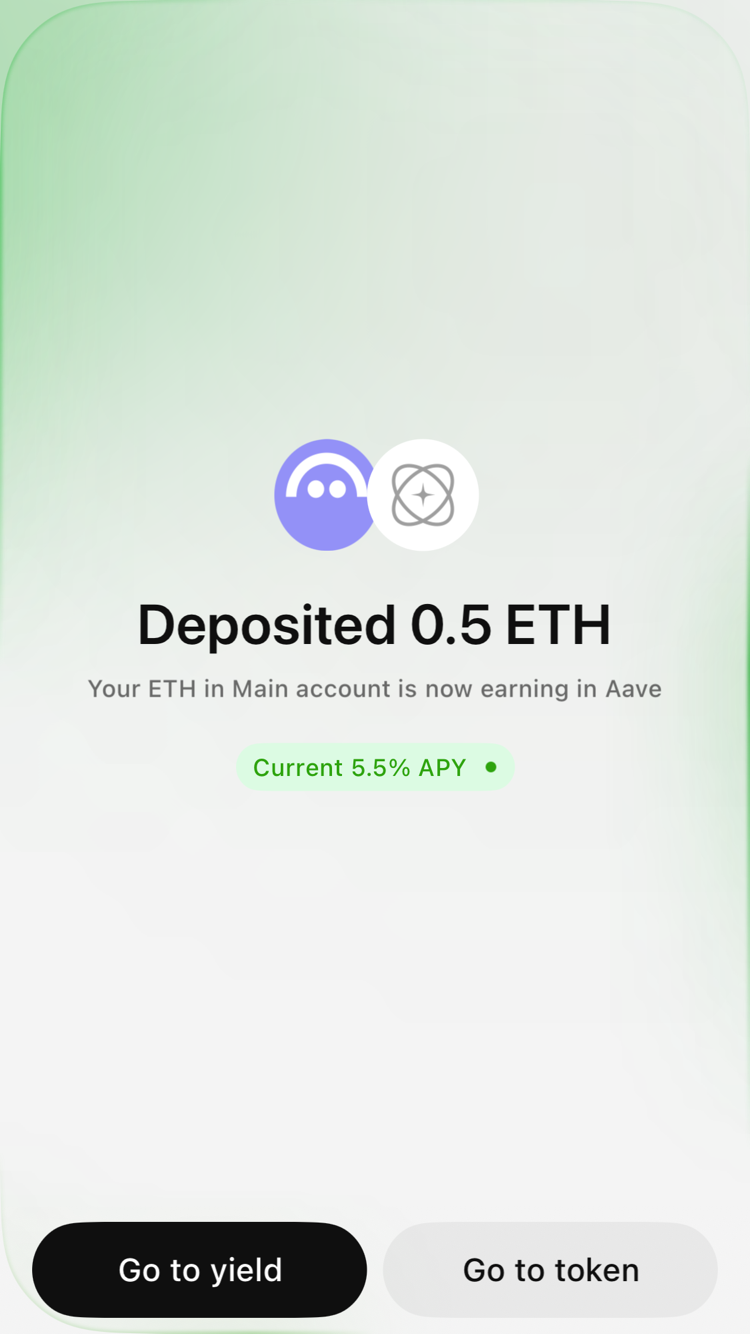 Deposited 0.5 ETH
Your ETH in Main account is now earning in Aave
Current 5.5% APY
Go to yield
Go to token